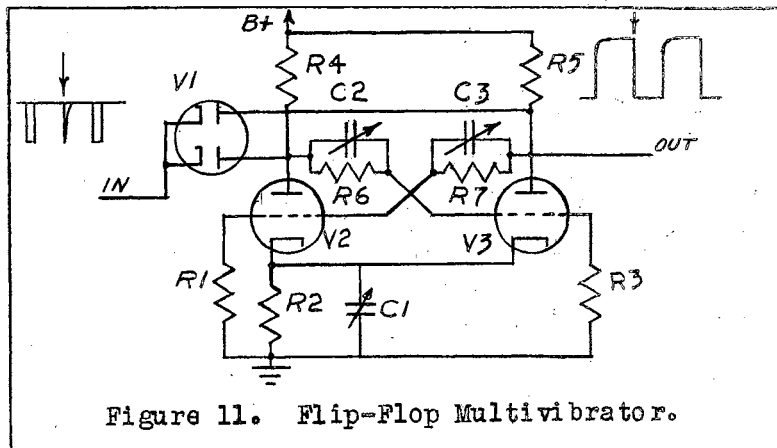 B+
R4
R5
V1
C2
C3
OUT
R6
R7
IN
V2
V3
R1
R2
C1
R3
Figure 11. Flip-Flop Multivibrator.